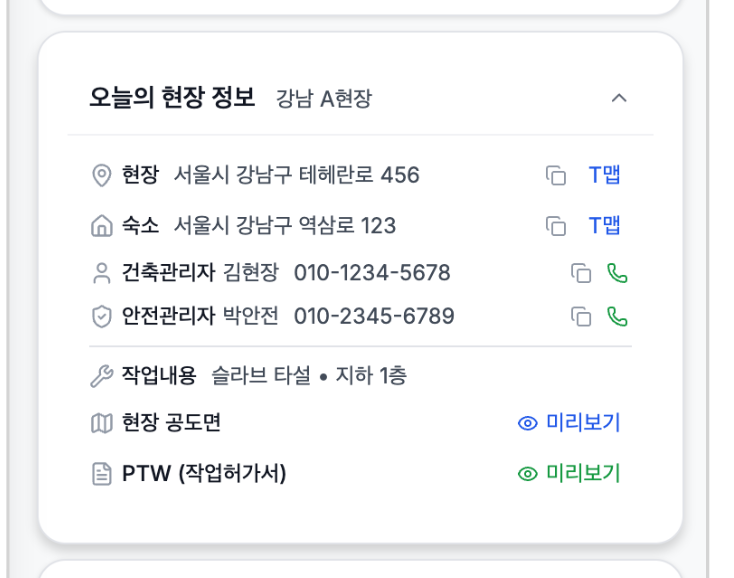 오늘의 현장 정보 강남 A현장
현장 서울시 강남구 테헤란로 456 T맵
숙소 서울시 강남구 역삼로 123 T맵
건축관리자 김현장 010-1234-5678
안전관리자 박안전 010-2345-6789
작업내용 슬라브 타설 • 지하 1층
현장 공도면 미리보기
PTW (작업허가서) 미리보기